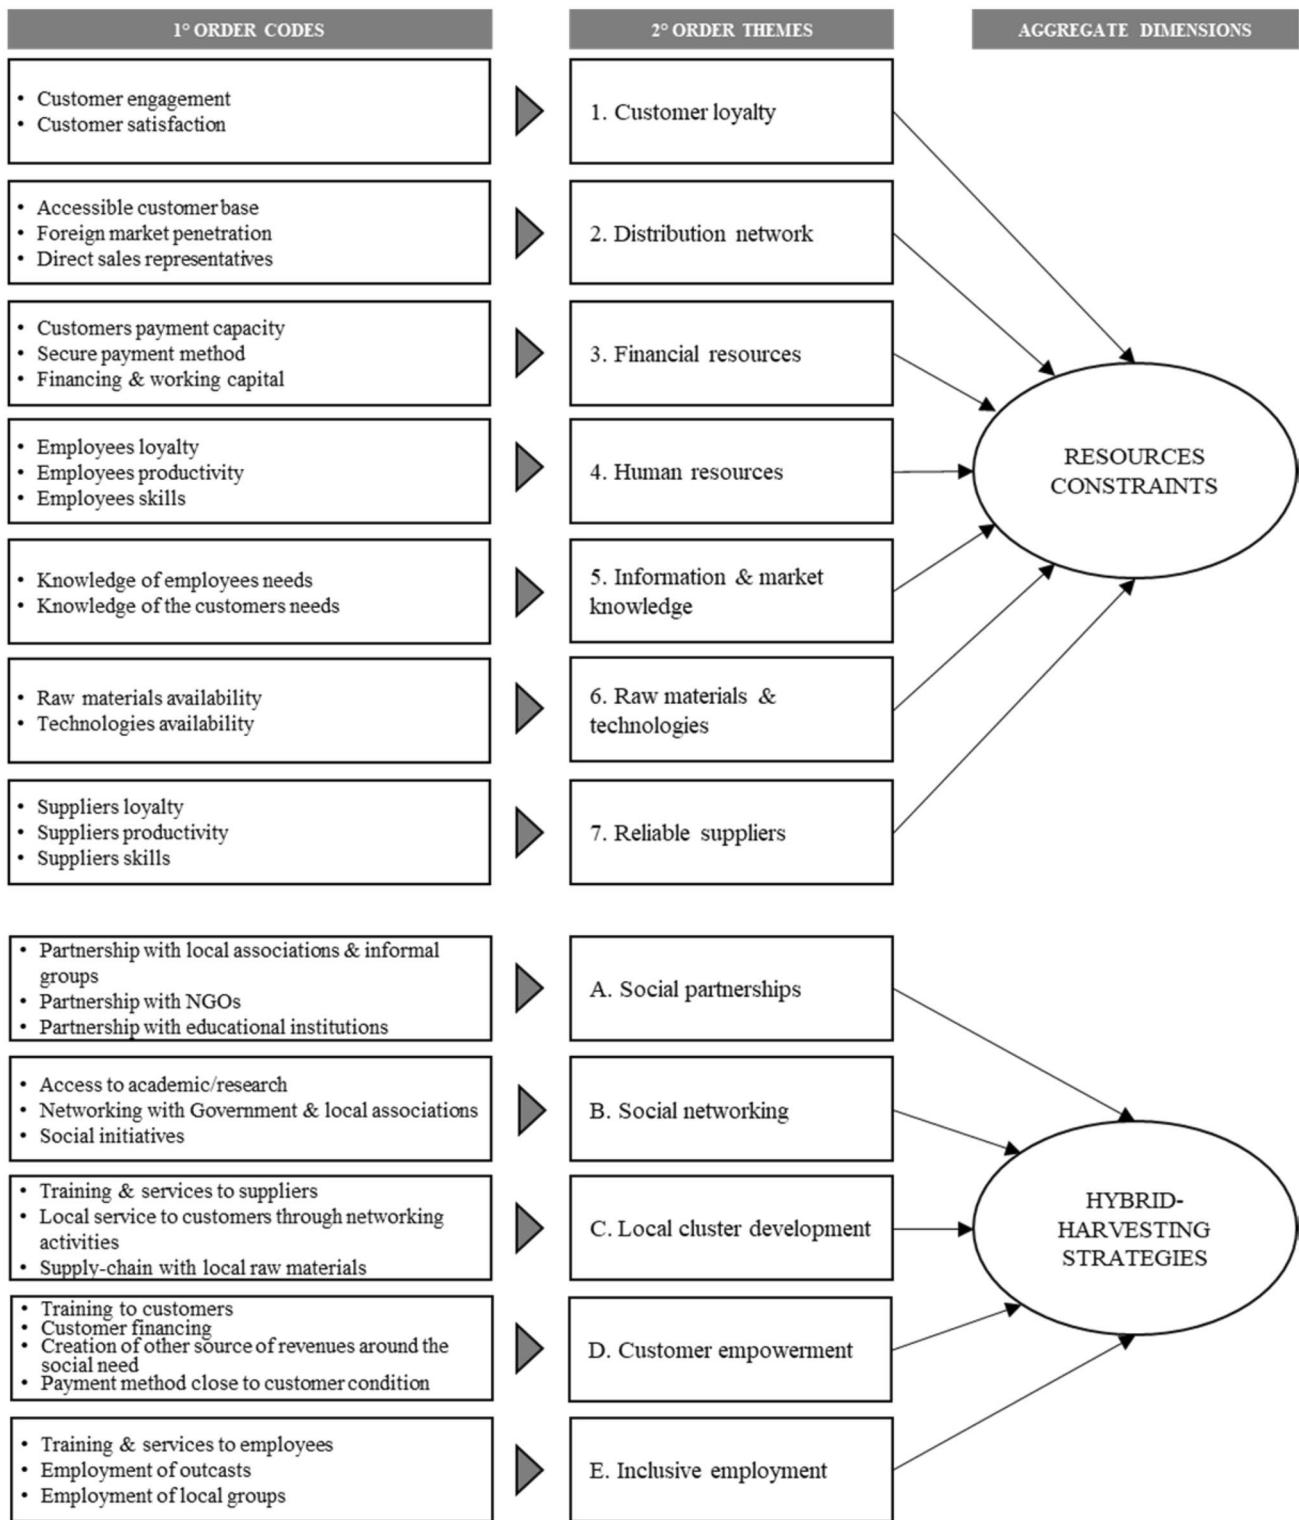 1° ORDER CODES
2° ORDER THEMES
AGGREGATE DIMENSIONS
• Customer engagement
• Customer satisfaction
1. Customer loyalty
• Accessible customer base
• Foreign market penetration
• Direct sales representatives
2. Distribution network
• Customers payment capacity
• Secure payment method
• Financing & working capital
3. Financial resources
• Employees loyalty
• Employees productivity
• Employees skills
4. Human resources
RESOURCES
CONSTRAINTS
• Knowledge of employees needs
• Knowledge of the customers needs
5. Information & market
knowledge
• Raw materials availability
• Technologies availability
6. Raw materials &
technologies
• Suppliers loyalty
• Suppliers productivity
• Suppliers skills
7. Reliable suppliers
• Partnership with local associations & informal
groups
• Partnership with NGOs
• Partnership with educational institutions
A. Social partnerships
• Access to academic/research
• Networking with Government & local associations
• Social initiatives
B. Social networking
• Training & services to suppliers
• Local service to customers through networking
activities
• Supply-chain with local raw materials
C. Local cluster development
HYBRID-
HARVESTING
STRATEGIES
• Training to customers
• Customer financing
• Creation of other source of revenues around the
social need
• Payment method close to customer condition
D. Customer empowerment
• Training & services to employees
• Employment of outcasts
• Employment of local groups
E. Inclusive employment